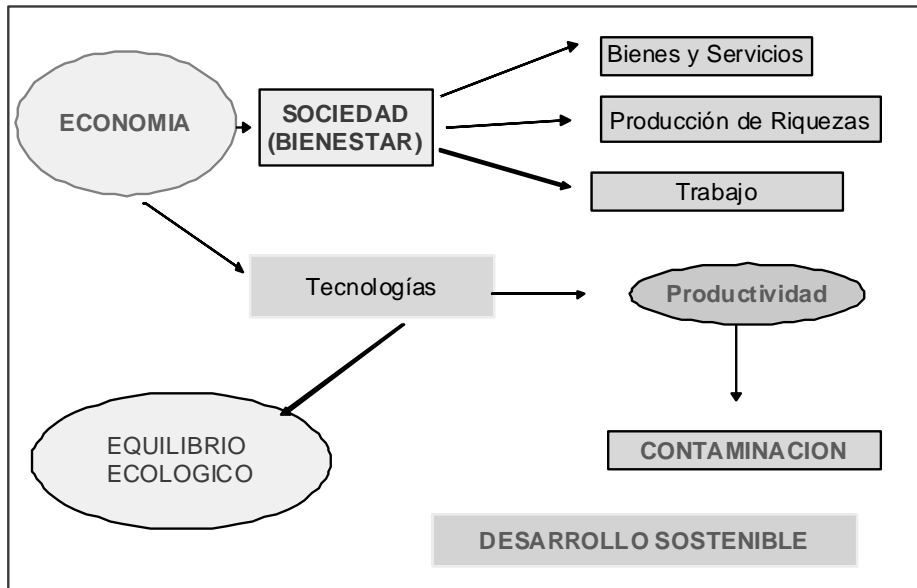 Bienes y Servicios
ECONOMIA
SOCIEDAD
(BIENESTAR)
Producción de Riquezas
Trabajo
Tecnologías
Productividad
EQUILIBRIO
ECOLOGICO
CONTAMINACION
DESARROLLO SOSTENIBLE